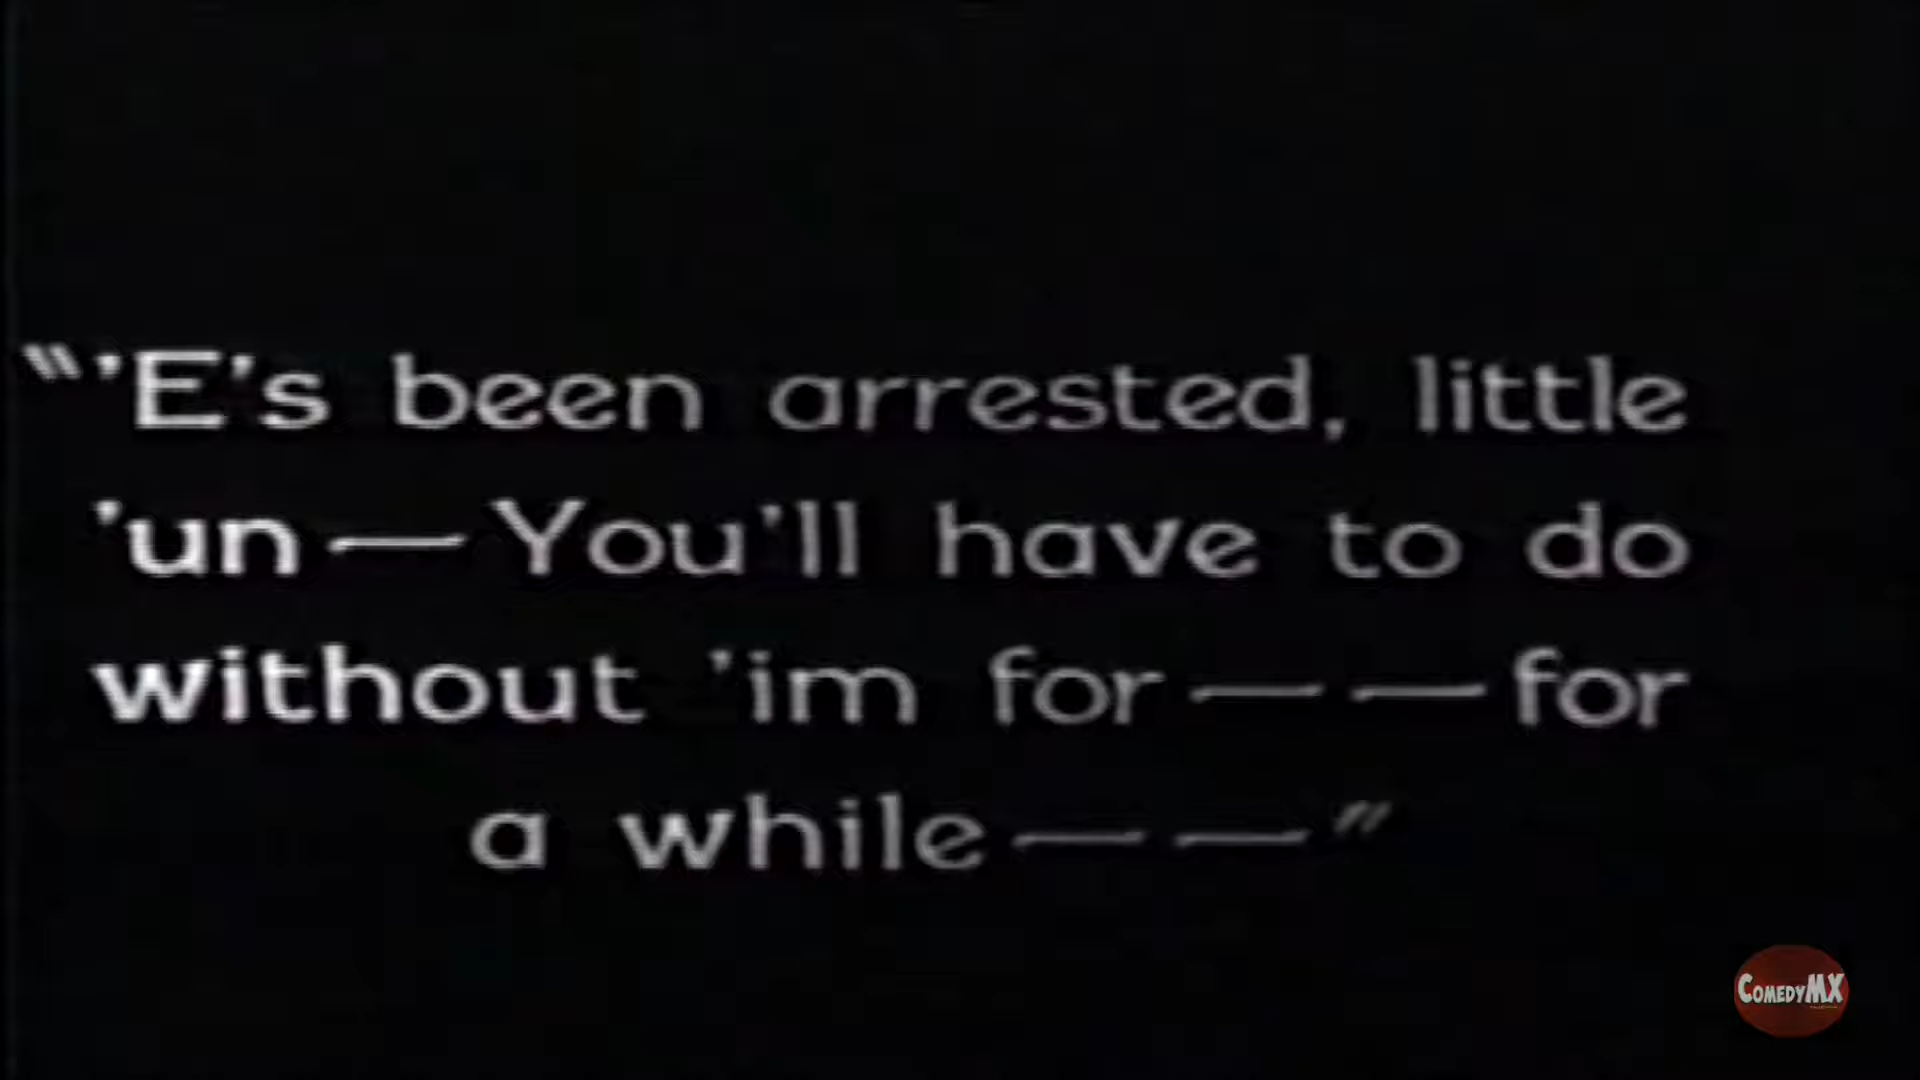 "'E's been arrested, little
'un—You'll have to do
without 'im for——for
a while——"
COMEDYMX